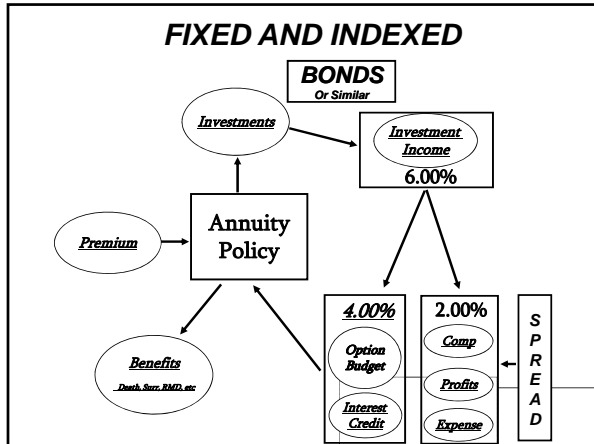 FIXED AND INDEXED
BONDS
Or Similar
Investments
Investment
Income
6.00%
Annuity
Policy
Premium
4.00%
Option
Budget
Interest
Credit
2.00%
Comp
Profits
Expense
SPREAD
Benefits
Death, Surr, RMD, etc